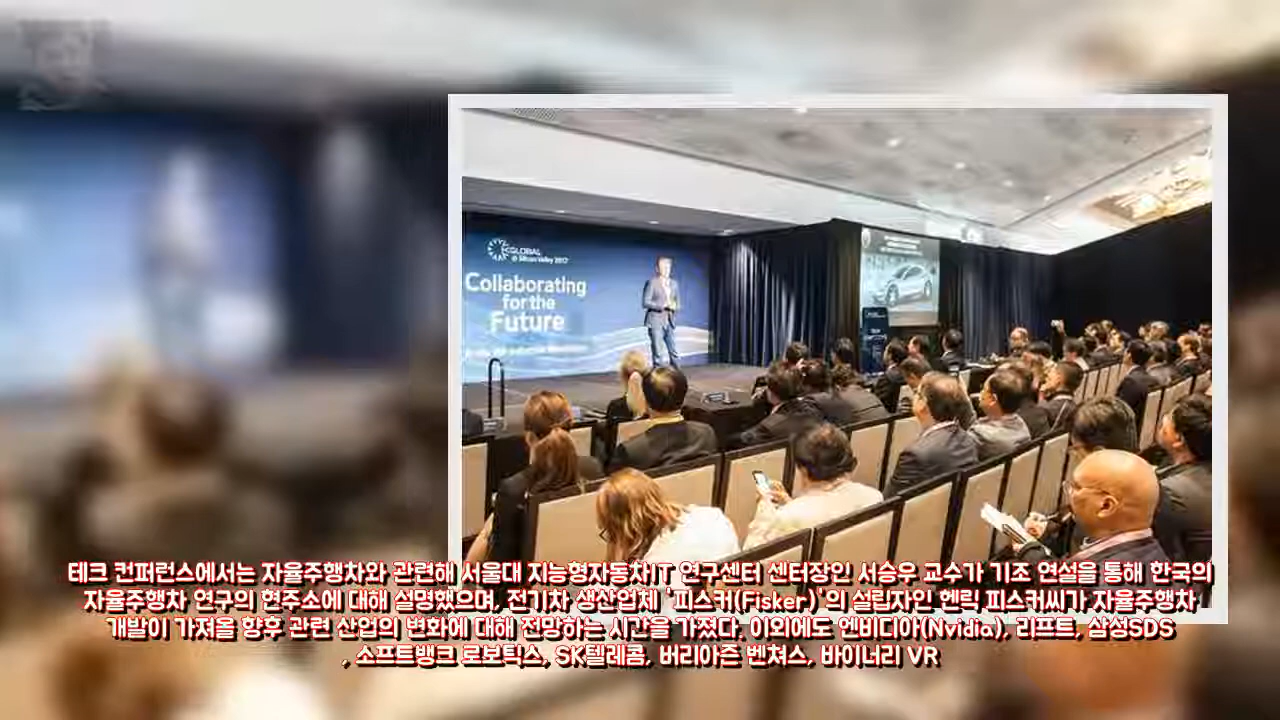 K-GLOBAL
@ Silicon Valley 2017
Collaborating
for the
Future
테크 컨퍼런스에서는 자율주행차와 관련해 서울대 지능형자동차IT 연구센터 센터장인 서승우 교수가 기조 연설을 통해 한국의
자율주행차 연구의 현주소에 대해 설명했으며, 전기차 생산업체 '피스커(Fisker)'의 설립자인 헨릭 피스커씨가 자율주행차
개발이 가져올 향후 관련 산업의 변화에 대해 전망하는 시간을 가졌다. 이외에도 엔비디아(Nvidia), 리프트, 삼성SDS
, 소프트뱅크 로보틱스, SK텔레콤, 버라이즌 벤쳐스, 바이너리 VR